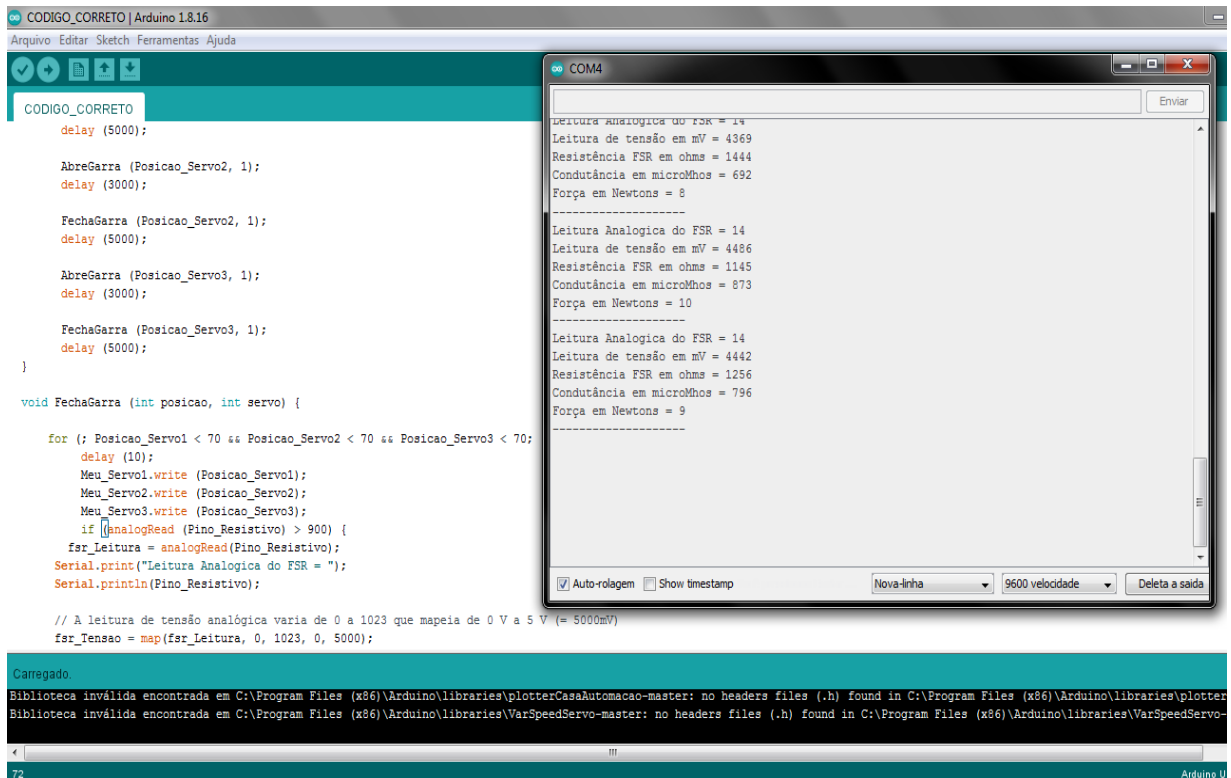 CODIGO_CORRETO | Arduino 1.8.16
Arquivo Editar Sketch Ferramentas Ajuda
CODIGO_CORRETO
delay (5000);
AbreGarra (Posicao_Servo2, 1);
delay (3000);
FechaGarra (Posicao_Servo2, 1);
delay (5000);
AbreGarra (Posicao_Servo3, 1);
delay (3000);
FechaGarra (Posicao_Servo3, 1);
delay (5000);
}
void FechaGarra (int posicao, int servo) {
for (; Posicao_Servo1 < 70 && Posicao_Servo2 < 70 && Posicao_Servo3 < 70;
delay (10);
Meu_Servo1.write (Posicao_Servo1);
Meu_Servo2.write (Posicao_Servo2);
Meu_Servo3.write (Posicao_Servo3);
if (analogRead (Pino_Resistivo) > 900) {
fsr_Leitura = analogRead(Pino_Resistivo);
Serial.print("Leitura Analogica do FSR = ");
Serial.println(Pino_Resistivo);
// A leitura de tensão analógica varia de 0 a 1023 que mapeia de 0 V a 5 V (= 5000mV)
fsr_Tensao = map(fsr_Leitura, 0, 1023, 0, 5000);
COM4
Enviar
Leitura Analogica do FSR = 14
Leitura de tensão em mV = 4369
Resistência FSR em ohms = 1444
Condutância em microMhos = 692
Força em Newtons = 8
--------------------
Leitura Analogica do FSR = 14
Leitura de tensão em mV = 4486
Resistência FSR em ohms = 1145
Condutância em microMhos = 873
Força em Newtons = 10
--------------------
Leitura Analogica do FSR = 14
Leitura de tensão em mV = 4442
Resistência FSR em ohms = 1256
Condutância em microMhos = 796
Força em Newtons = 9
--------------------
Auto-rolagem Show timestamp Nova-linha 9600 velocidade Deleta a saida
Carregado.
Biblioteca inválida encontrada em C:\Program Files (x86)\Arduino\libraries\plotterCasaAutomacao-master: no headers files (.h) found in C:\Program Files (x86)\Arduino\libraries\plotter
Biblioteca inválida encontrada em C:\Program Files (x86)\Arduino\libraries\VarSpeedServo-master: no headers files (.h) found in C:\Program Files (x86)\Arduino\libraries\VarSpeedServo-
72
Arduino U